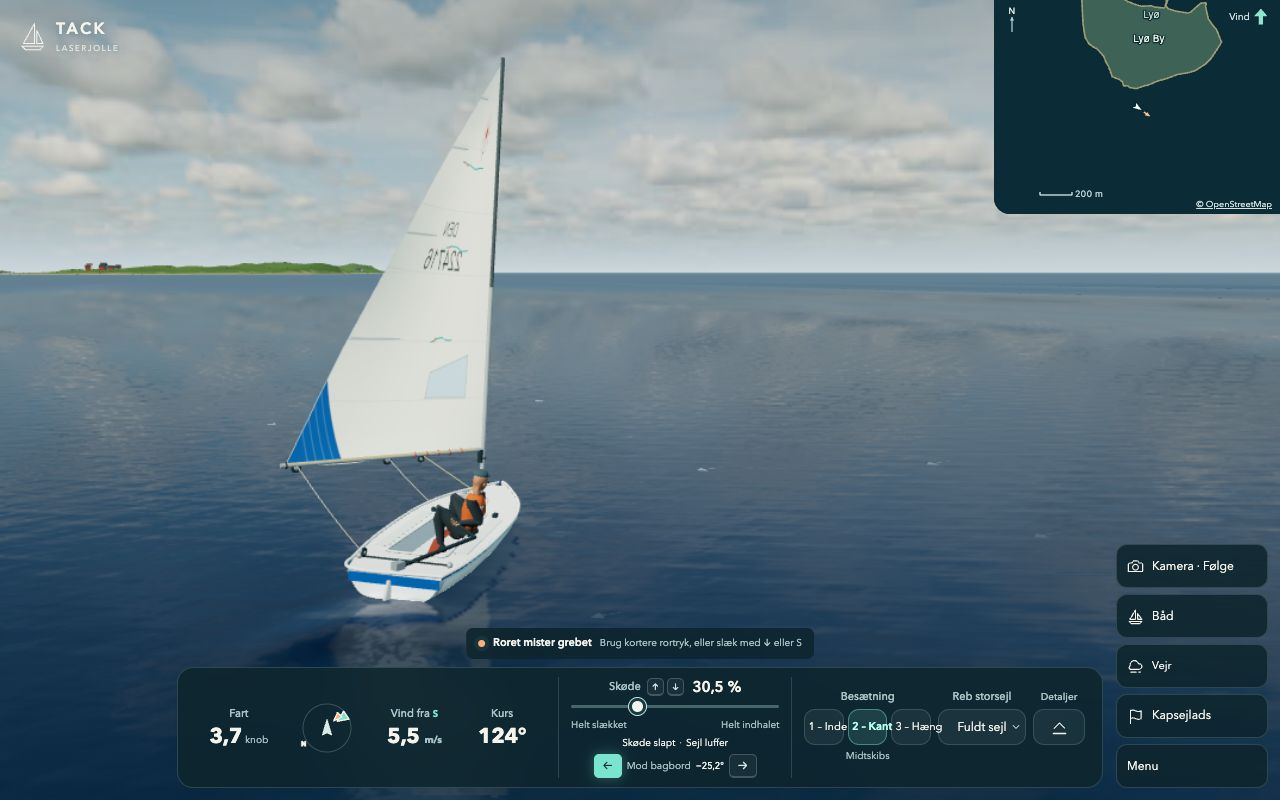 TACK
LASERJOLLE
N
Lyø
Lyø By
Vind
200 m
© OpenStreetMap
DEN
224716
Kamera · Følge
Båd
Vejr
Kapsejlads
Menu
Roret mister grebet Brug kortere rortryk, eller slæk med ↓ eller S
Fart
3,7 knob
N
Vind fra S
5,5 m/s
Kurs
124°
Skøde ↑ ↓ 30,5 %
Helt slækket Helt indhalet
Skøde slapt · Sejl luffer
← Mod bagbord −25,2° →
Besætning
1 – Inde 2 – Kant 3 – Hæng
Midtskibs
Reb storsejl
Fuldt sejl
Detaljer